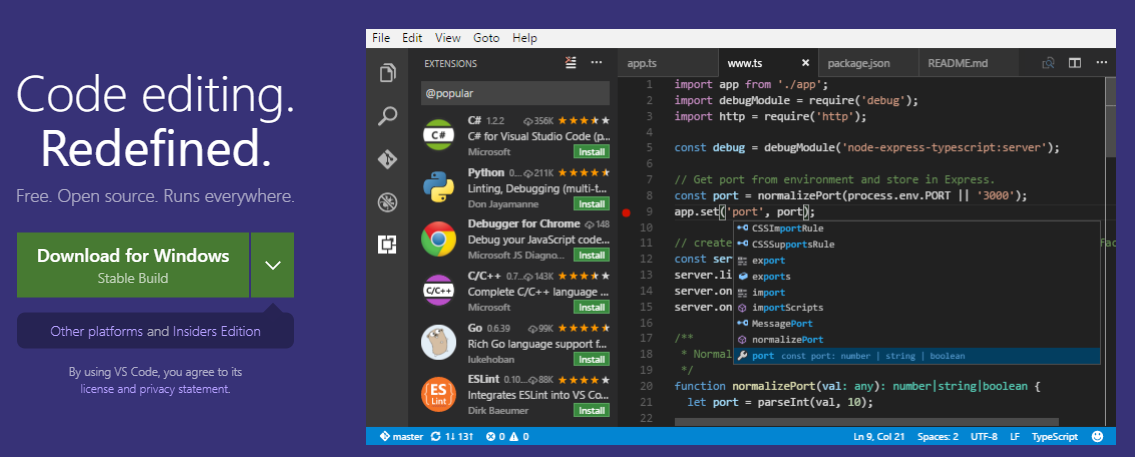 Code editing.
Redefined.
Free. Open source. Runs everywhere.
Download for Windows
Stable Build
Other platforms and Insiders Edition
By using VS Code, you agree to its
license and privacy statement.
File Edit View Goto Help
EXTENSIONS
@popular
C# 1.2.2 356K
C# for Visual Studio Code (p...
Microsoft Install
Python 0... 211K
Linting, Debugging (multi-t...
Don Jayamanne Install
Debugger for Chrome 148
Debug your JavaScript code...
Microsoft JS Diagno... Install
C/C++ 0.7... 143K
Complete C/C++ language ...
Microsoft Install
Go 0.6.39 99K
Rich Go language support f...
lukehoban Install
ESLint 0.10... 88K
Integrates ESLint into VS Co...
Dirk Baeumer Install
C#
C/C++
ES
Lint
app.ts www.ts package.json README.md
1 import app from './app';
2 import debugModule = require('debug');
3 import http = require('http');
4
5 const debug = debugModule('node-express-typescript:server');
6
7 // Get port from environment and store in Express.
8 const port = normalizePort(process.env.PORT || '3000');
9 app.set('port', port);
10
11 // create
12 const ser
13 server.li
14 server.on
15 server.on
16
17 /**
18 * Normal
19 */
20 function normalizePort(val: any): number|string|boolean {
21 let port = parseInt(val, 10);
22
CSSImportRule
CSSSupportsRule
export
exports
import
importScripts
MessagePort
normalizePort
port const port: number | string | boolean
master 1↓ 13↑ 0 0 Ln 9, Col 21 Spaces: 2 UTF-8 LF TypeScript